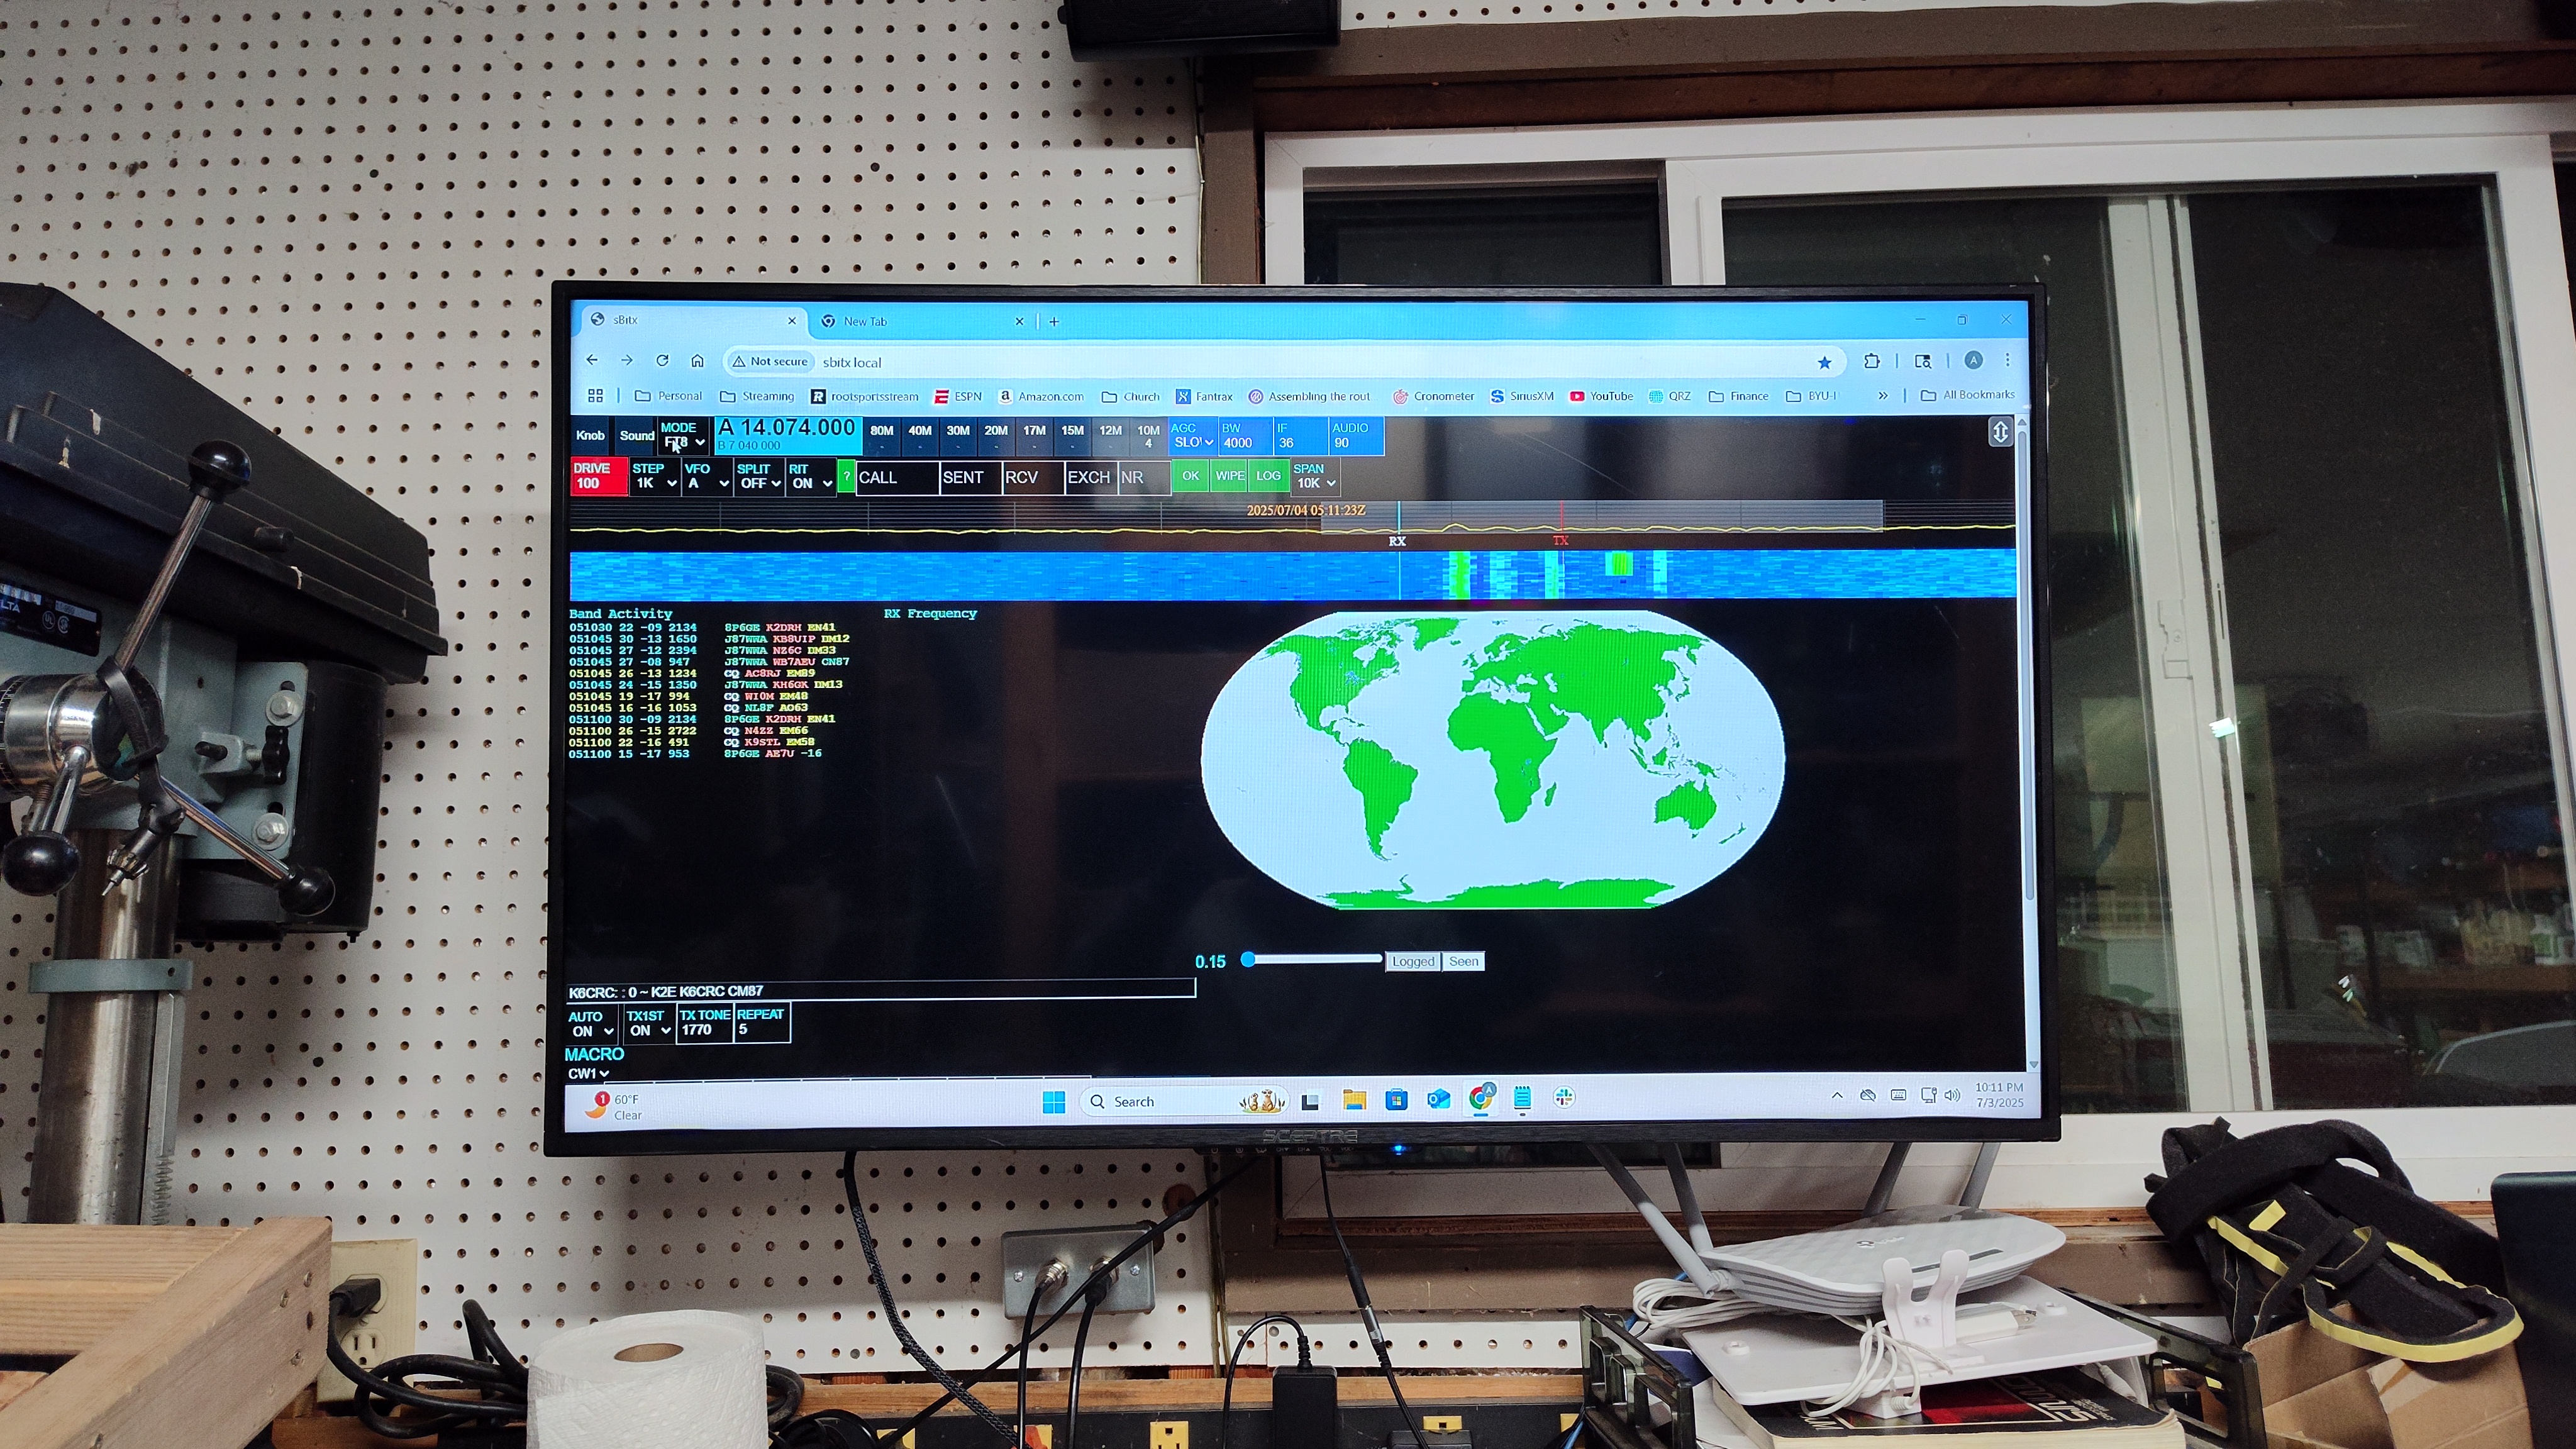 sBitx
New Tab
Not secure
sbitx local
Personal
Streaming
rootsportsstream
ESPN
Amazon.com
Church
Fantrax
Assembling the rout
Cronometer
SiriusXM
YouTube
QRZ
Finance
BYU-I
All Bookmarks
Knob
Sound
MODE
FT8
A 14.074.000
B 7 040 000
80M
40M
30M
20M
17M
15M
12M
10M
4
AGC
SLO
BW
4000
IF
36
AUDIO
90
DRIVE
100
STEP
1K
VFO
A
SPLIT
OFF
RIT
ON
?
CALL
SENT
RCV
EXCH
NR
OK
WIPE
LOG
SPAN
10K
2025/07/04 05:11:23Z
RX
TX
Band Activity
RX Frequency
051030 22 -09 2134 8P6GE K2DRH EN41
051045 30 -13 1650 J87WWA KB8UIP DM12
051045 27 -12 2394 J87WWA NZ6C DM33
051045 27 -08 947 J87WWA WB7AEU CN87
051045 26 -13 1234 CQ AC8RJ EM89
051045 24 -15 1350 J87WWA KH6GK DM13
051045 19 -17 994 CQ WI0M EM48
051045 16 -16 1053 CQ NL8F AO63
051100 30 -09 2134 8P6GE K2DRH EN41
051100 26 -15 2722 CQ N4ZZ EM66
051100 22 -16 491 CQ K9STL EM58
051100 15 -17 953 8P6GE AE7U -16
0.15
Logged
Seen
K6CRC: : 0 ~ K2E K6CRC CM87
AUTO
ON
TX1ST
ON
TX TONE
1770
REPEAT
5
MACRO
CW1
1
60°F
Clear
Search
10:11 PM
7/3/2025
SCEPTRE